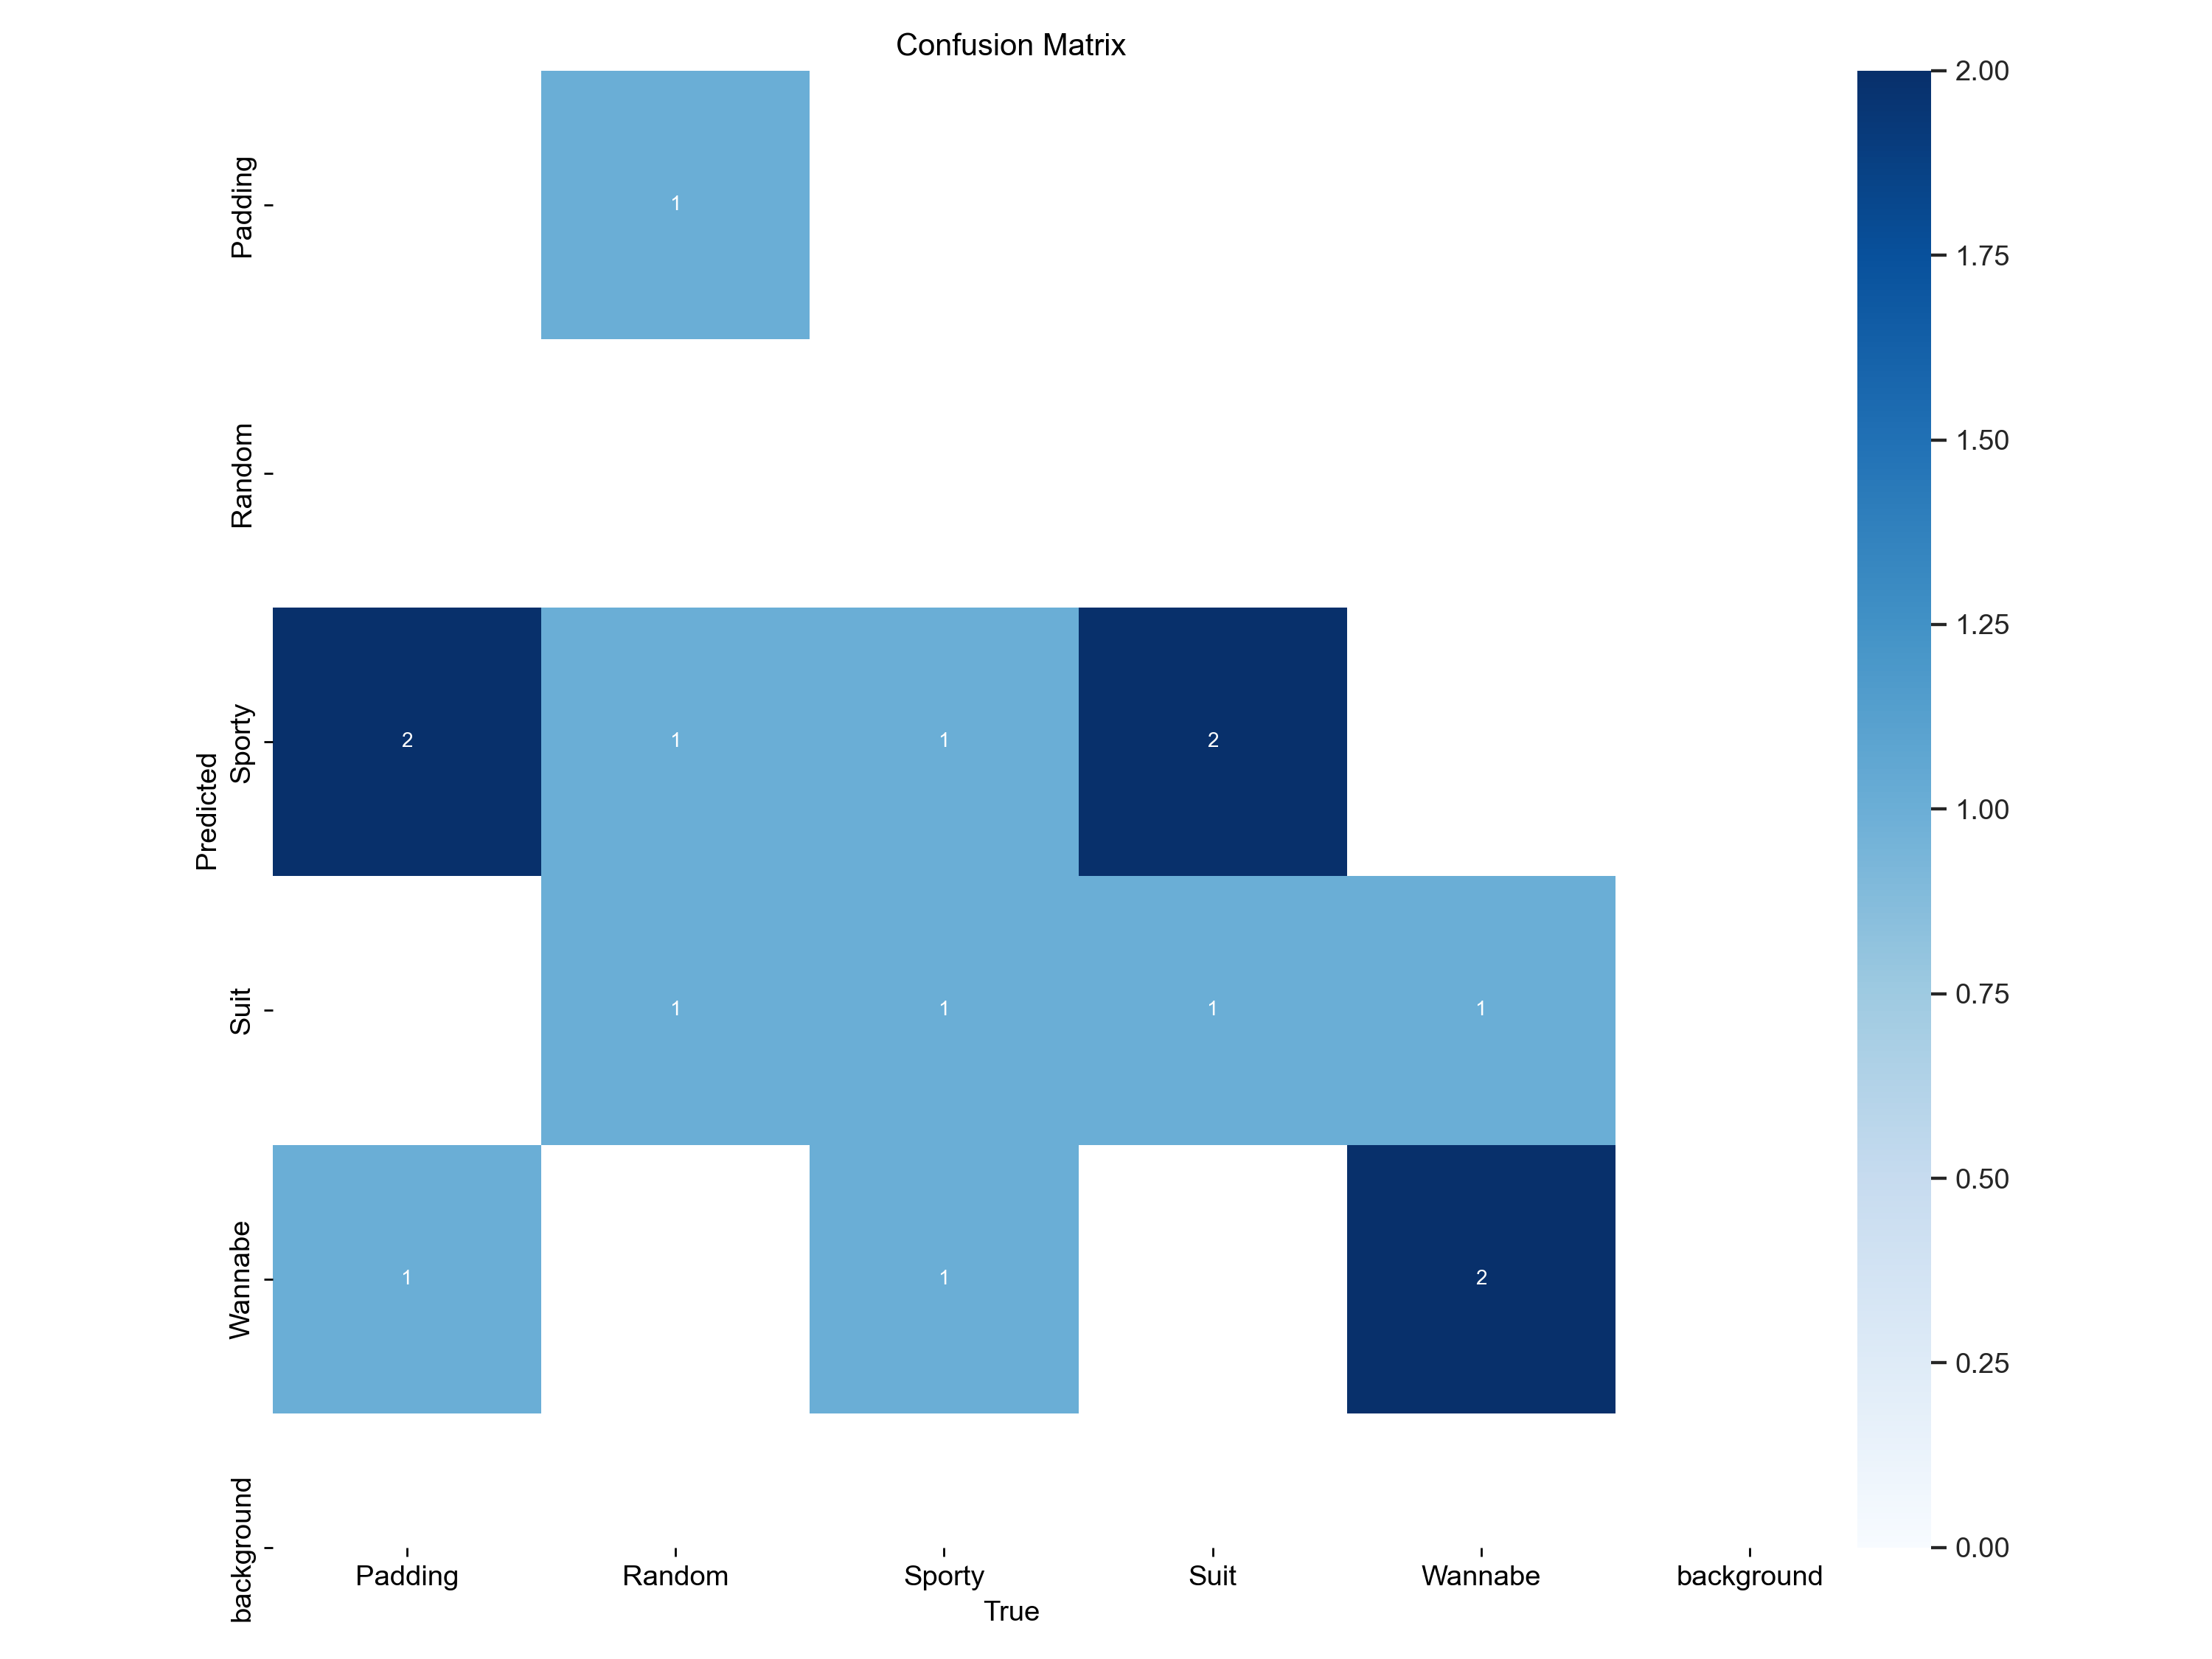 Confusion Matrix
Padding
Random
Sporty
Suit
Wannabe
background
Predicted
1
2 1 1 2
1 1 1 1
1 1 2
Padding Random Sporty Suit Wannabe background
True
2.00
1.75
1.50
1.25
1.00
0.75
0.50
0.25
0.00